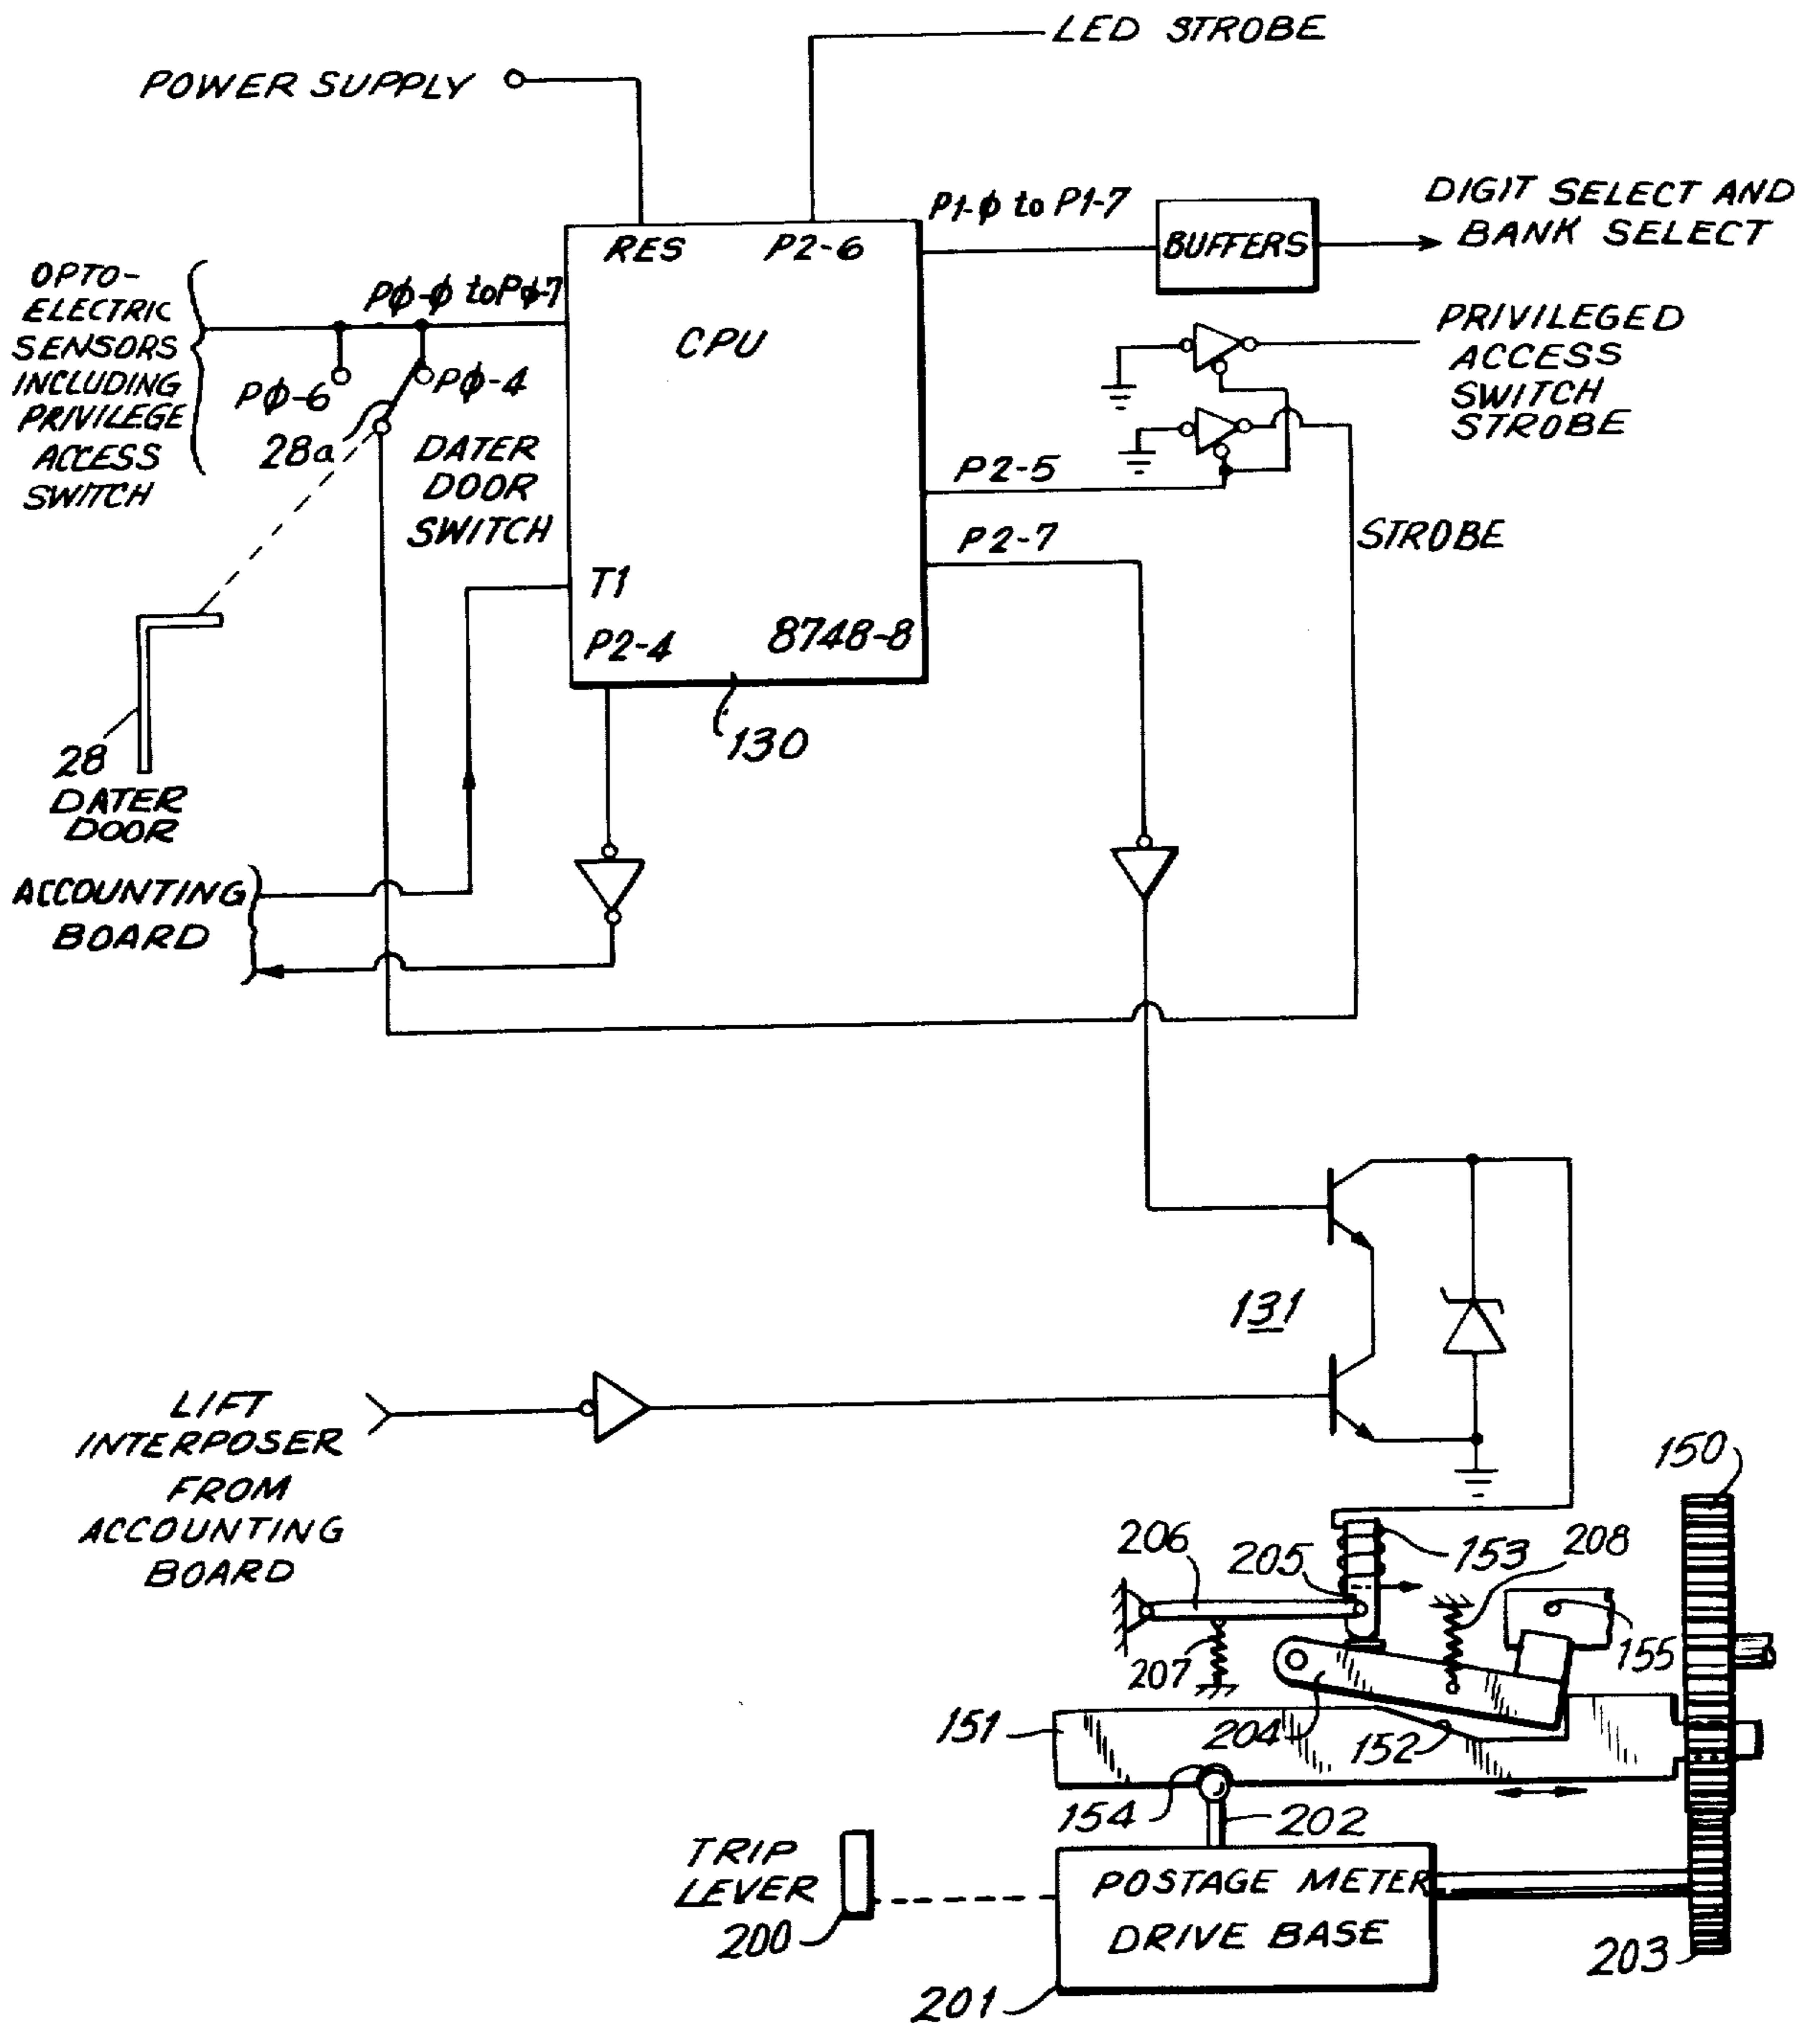 LED STROBE
POWER SUPPLY
P1-ϕ to P1-7
DIGIT SELECT AND
BANK SELECT
BUFFERS
RES
P2-6
CPU
OPTO-
ELECTRIC
SENSORS
INCLUDING
PRIVILEGE
ACCESS
SWITCH
Pϕ-ϕ to Pϕ-7
Pϕ-6
Pϕ-4
28a
DATER
DOOR
SWITCH
PRIVILEGED
ACCESS
SWITCH
STROBE
P2-5
P2-7
STROBE
T1
P2-4
8748-8
130
28
DATER
DOOR
ACCOUNTING
BOARD
131
LIFT
INTERPOSER
FROM
ACCOUNTING
BOARD
150
206
205
153
208
207
155
151
204
152
154
202
TRIP
LEVER
200
POSTAGE METER
DRIVE BASE
201
203